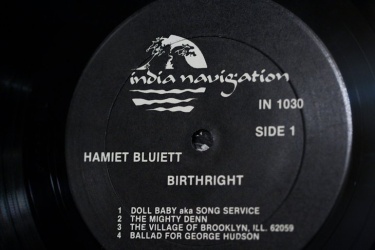 india navigation
IN 1030
SIDE 1
HAMIET BLUIETT
BIRTHRIGHT
1 DOLL BABY aka SONG SERVICE
2 THE MIGHTY DENN
3 THE VILLAGE OF BROOKLYN, ILL. 62059
4 BALLAD FOR GEORGE HUDSON